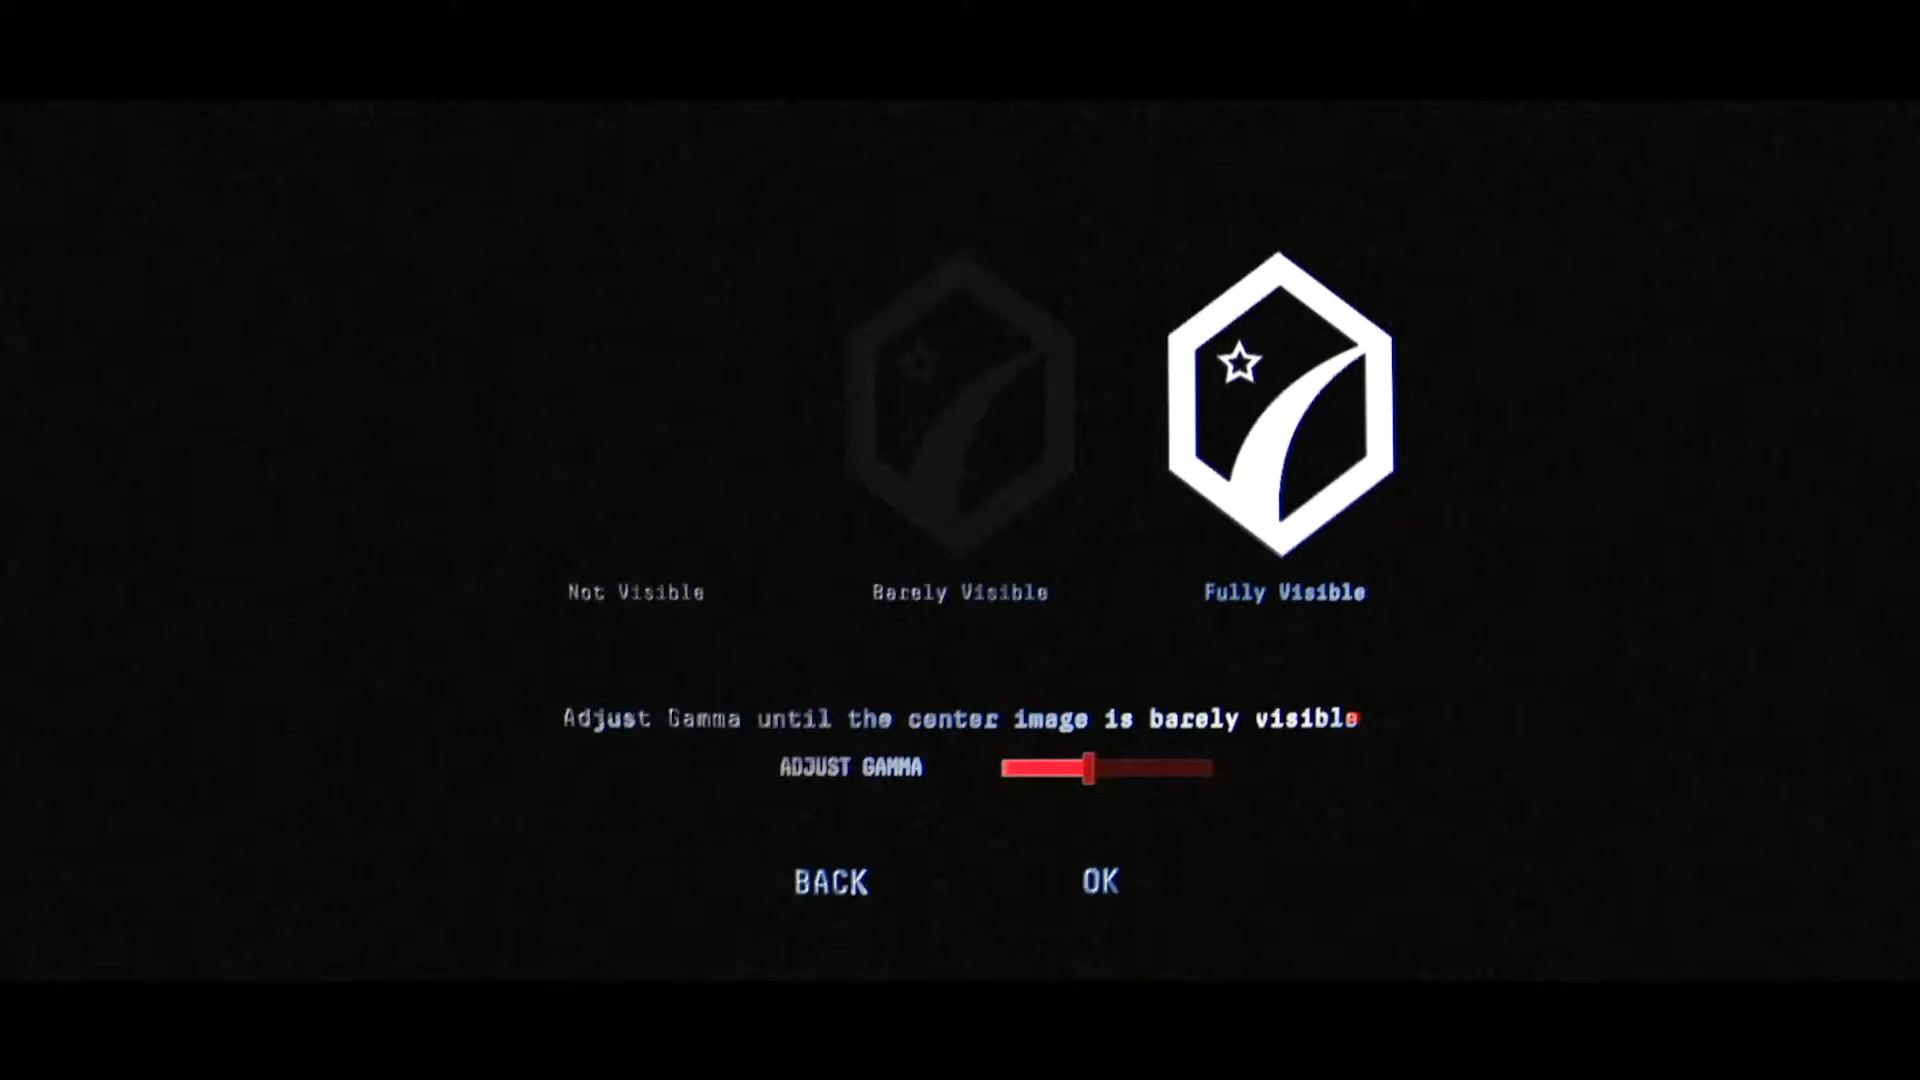 Not Visible
Barely Visible
Fully Visible
Adjust Gamma until the center image is barely visible
ADJUST GAMMA
BACK
OK